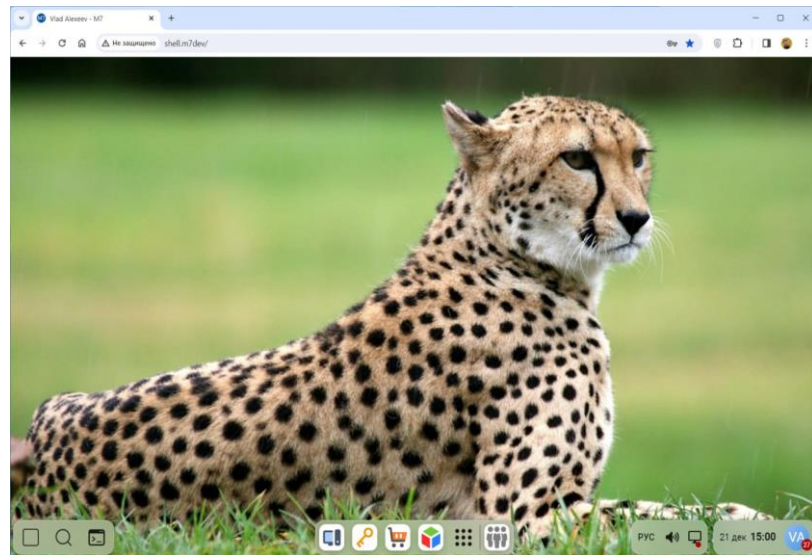 Vlad Alexeev - M7
Не защищено shell.m7dev/
РУС 21 дек 15:00 VA